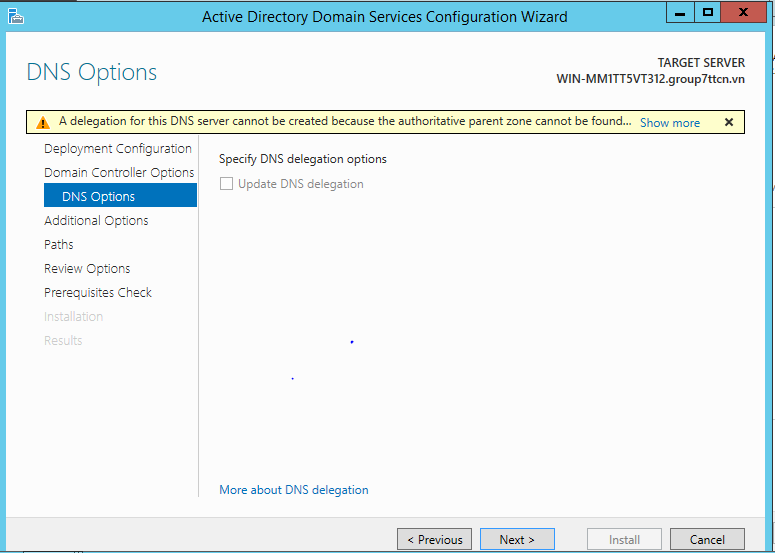 Active Directory Domain Services Configuration Wizard
DNS Options
TARGET SERVER
WIN-MM1TT5VT312.group7ttcn.vn
A delegation for this DNS server cannot be created because the authoritative parent zone cannot be found... Show more
Deployment Configuration
Domain Controller Options
DNS Options
Additional Options
Paths
Review Options
Prerequisites Check
Installation
Results
Specify DNS delegation options
Update DNS delegation
More about DNS delegation
< Previous
Next >
Install
Cancel